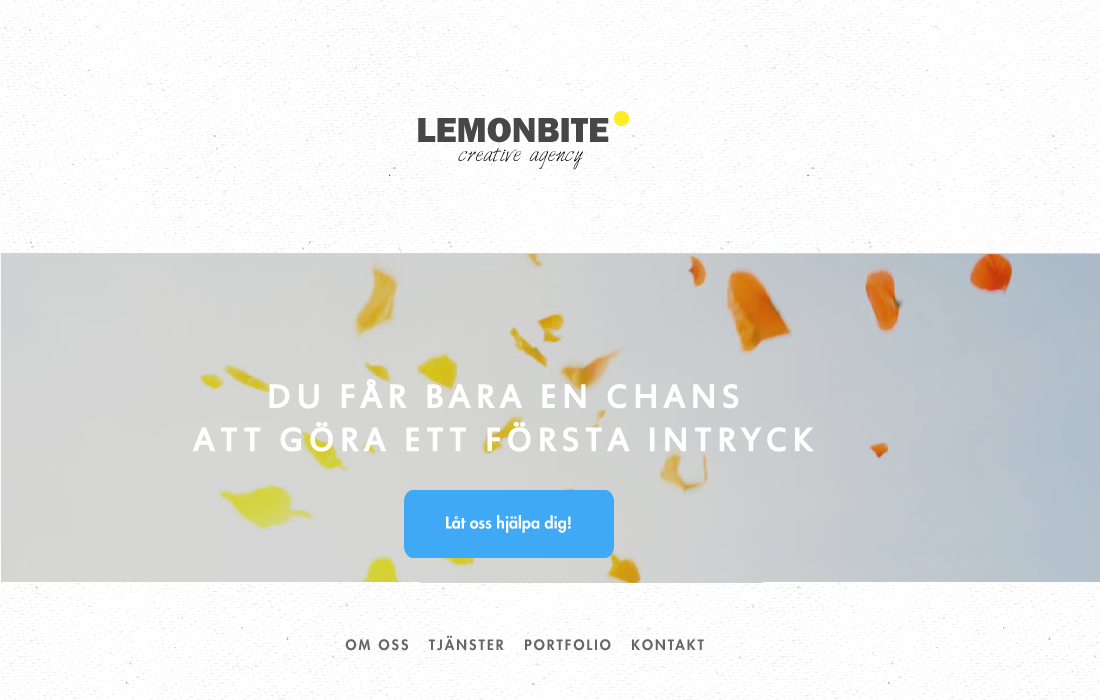 LEMONBITE
creative agency
DU FÅR BARA EN CHANS
ATT GÖRA ETT FÖRSTA INTRYCK
Låt oss hjälpa dig!
OM OSS TJÄNSTER PORTFOLIO KONTAKT